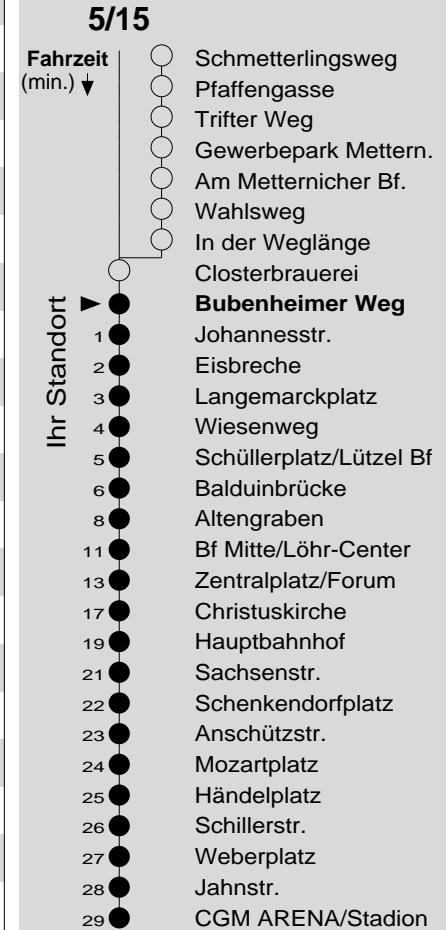 5/15
Fahrzeit
(min.)
Schmetterlingsweg
Pfaffengasse
Trifter Weg
Gewerbepark Mettern.
Am Metternicher Bf.
Wahlsweg
In der Weglänge
Closterbrauerei
Ihr Standort
Bubenheimer Weg
1 Johannesstr.
2 Eisbreche
3 Langemarckplatz
4 Wiesenweg
5 Schüllerplatz/Lützel Bf
6 Balduinbrücke
8 Altengraben
11 Bf Mitte/Löhr-Center
13 Zentralplatz/Forum
17 Christuskirche
19 Hauptbahnhof
21 Sachsenstr.
22 Schenkendorfplatz
23 Anschützstr.
24 Mozartplatz
25 Händelplatz
26 Schillerstr.
27 Weberplatz
28 Jahnstr.
29 CGM ARENA/Stadion